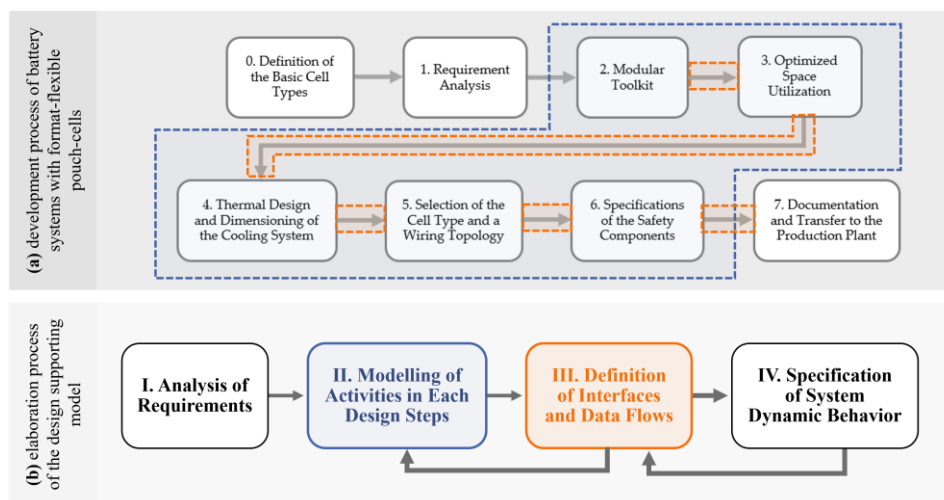 (a) development process of battery
systems with format-flexible
pouch-cells
0. Definition of
the Basic Cell
Types
1. Requirement
Analysis
2. Modular
Toolkit
3. Optimized
Space
Utilization
4. Thermal Design
and Dimensioning of
the Cooling System
5. Selection of the
Cell Type and a
Wiring Topology
6. Specifications
of the Safety
Components
7. Documentation
and Transfer to the
Production Plant
(b) elaboration process
of the design supporting
model
I. Analysis of
Requirements
II. Modelling of
Activities in Each
Design Steps
III. Definition
of Interfaces
and Data Flows
IV. Specification
of System
Dynamic Behavior